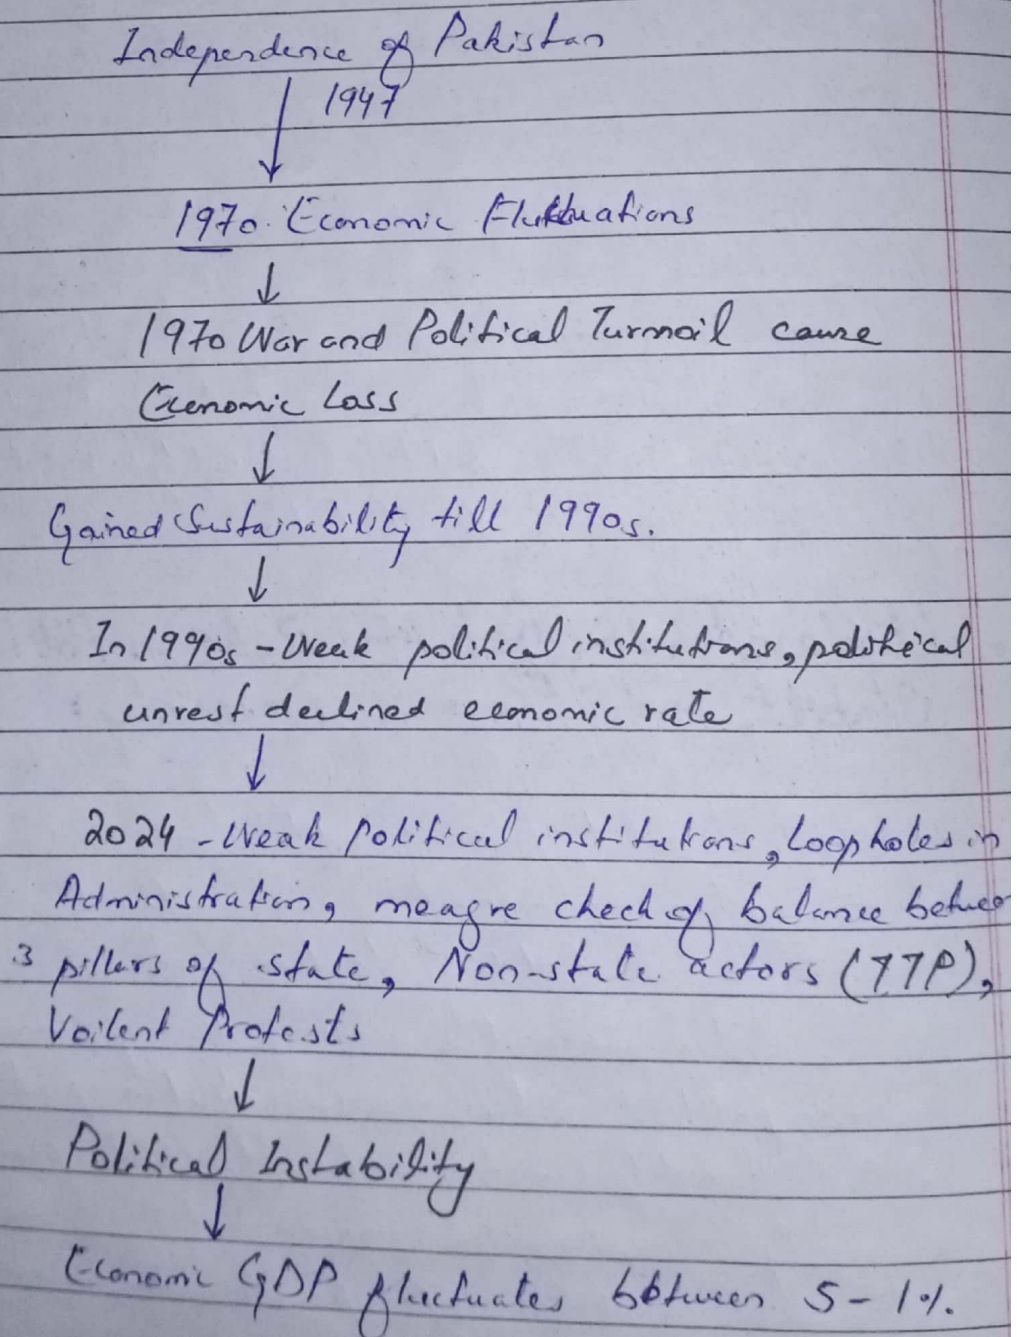 Independence of Pakistan
1947
1970. Economic Fluktuations
1970 War and Political Turmoil cause
Economic Loss
Gained Sustainability till 1990s.
In 1990s - Weak political institutions, political
unrest declined economic rate
2024 - Weak Political institutions, Loopholes in
Administration, meagre check of balance between
3 pillers of state, Non-state actors (TTP),
Voilent Protests
Political Instability
Economic GDP fluctuates between 5-1%.